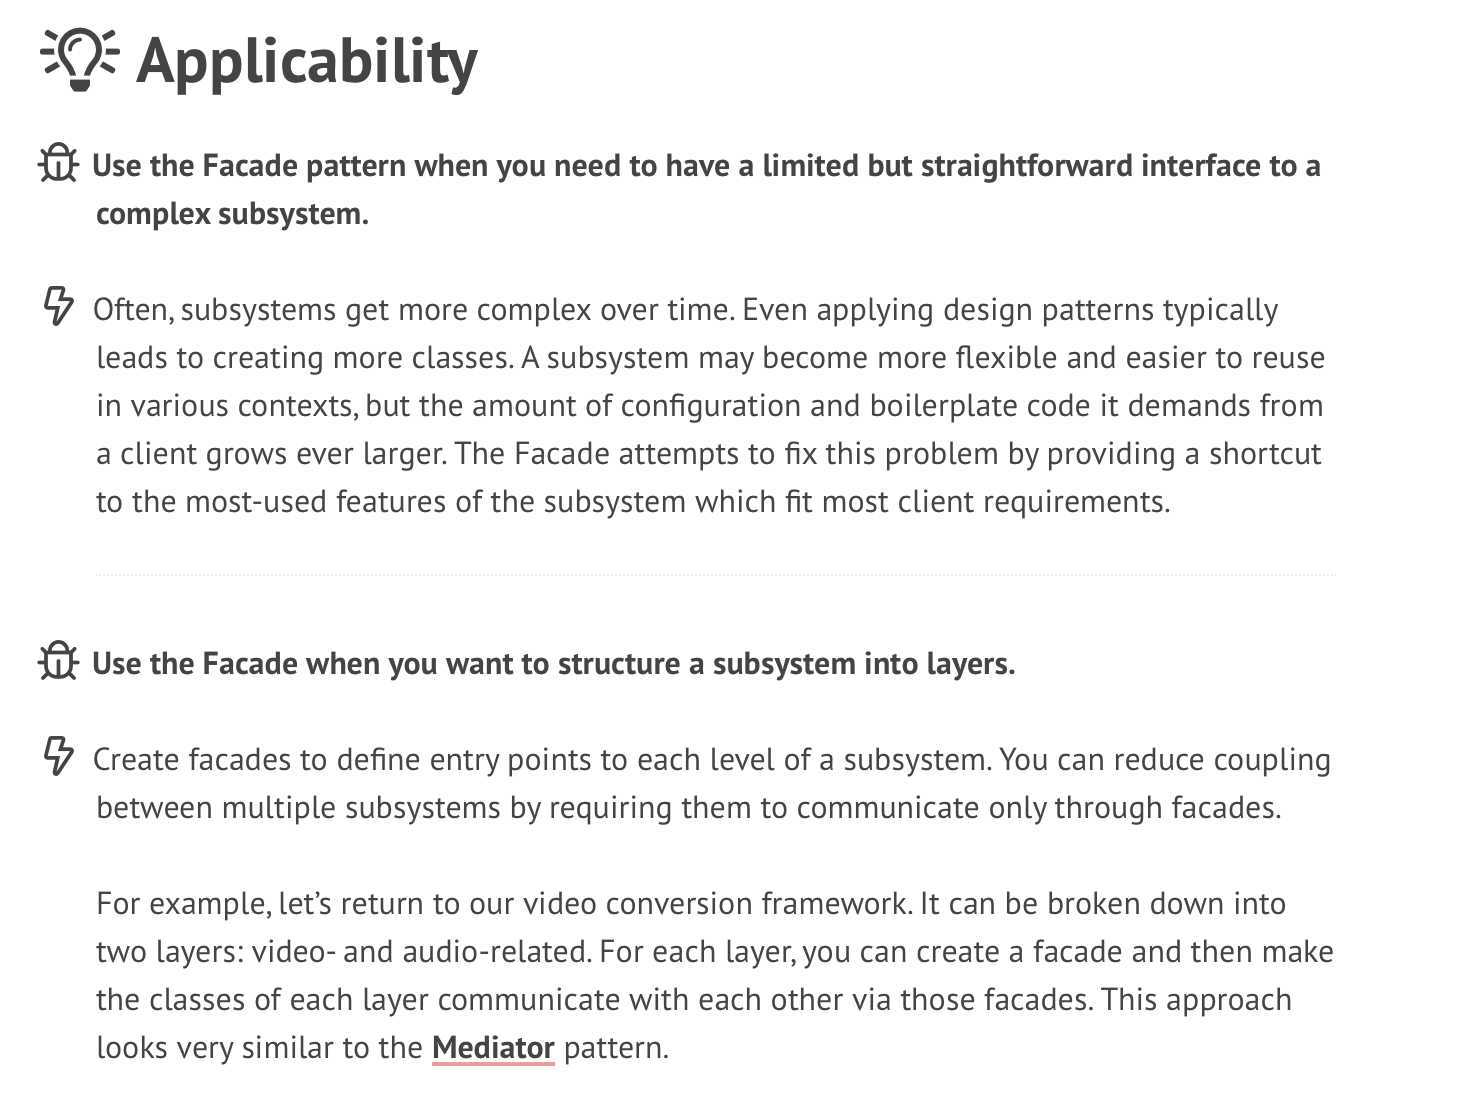 Applicability
Use the Facade pattern when you need to have a limited but straightforward interface to a
complex subsystem.
Often, subsystems get more complex over time. Even applying design patterns typically
leads to creating more classes. A subsystem may become more flexible and easier to reuse
in various contexts, but the amount of configuration and boilerplate code it demands from
a client grows ever larger. The Facade attempts to fix this problem by providing a shortcut
to the most-used features of the subsystem which fit most client requirements.
Use the Facade when you want to structure a subsystem into layers.
Create facades to define entry points to each level of a subsystem. You can reduce coupling
between multiple subsystems by requiring them to communicate only through facades.
For example, let’s return to our video conversion framework. It can be broken down into
two layers: video- and audio-related. For each layer, you can create a facade and then make
the classes of each layer communicate with each other via those facades. This approach
looks very similar to the Mediator pattern.